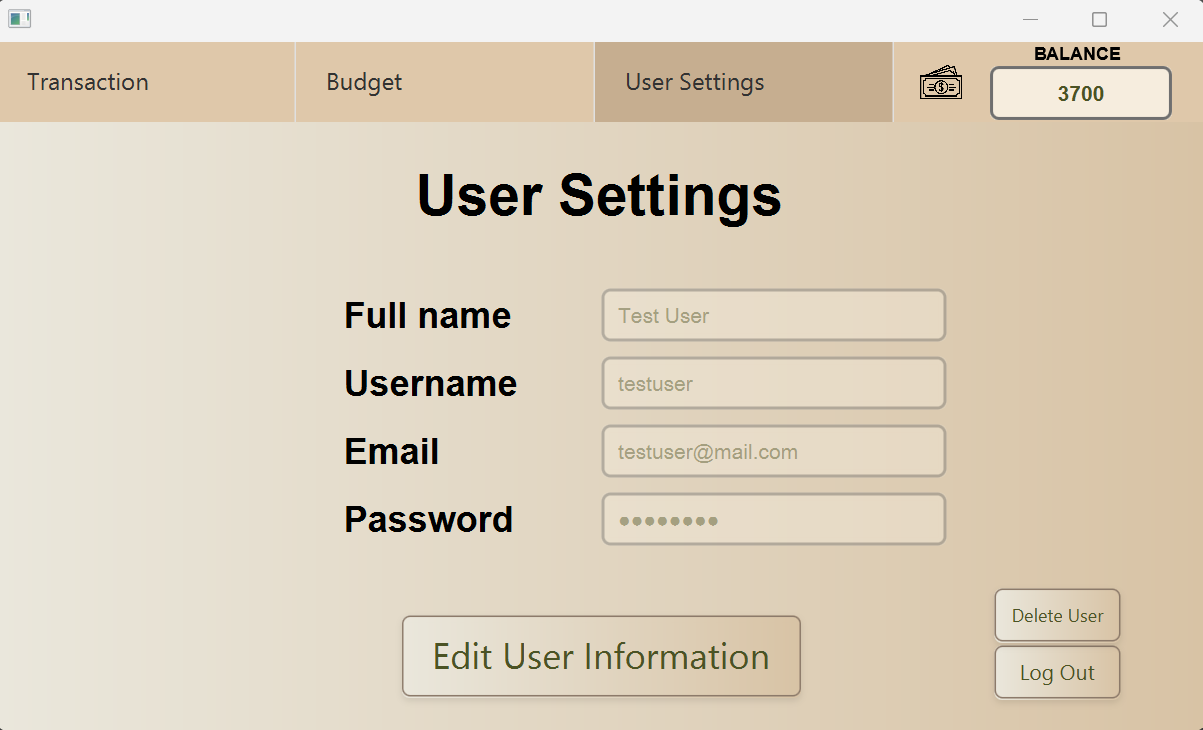 Transaction
Budget
User Settings
BALANCE
3700
User Settings
Full name
Test User
Username
testuser
Email
testuser@mail.com
Password
●●●●●●●●
Edit User Information
Delete User
Log Out